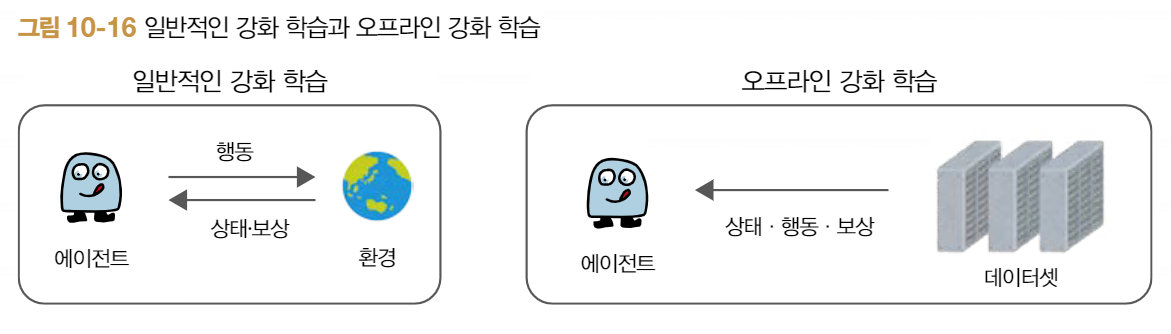 그림 10-16 일반적인 강화 학습과 오프라인 강화 학습
일반적인 강화 학습
행동
상태·보상
에이전트
환경
오프라인 강화 학습
상태 · 행동 · 보상
에이전트
데이터셋